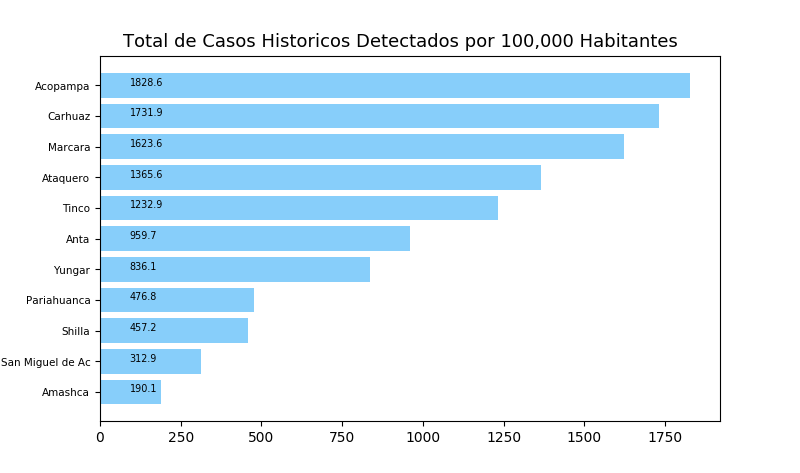 Total de Casos Historicos Detectados por 100,000 Habitantes
Acopampa 1828.6
Carhuaz 1731.9
Marcara 1623.6
Ataquero 1365.6
Tinco 1232.9
Anta 959.7
Yungar 836.1
Pariahuanca 476.8
Shilla 457.2
San Miguel de Ac 312.9
Amashca 190.1
0 250 500 750 1000 1250 1500 1750